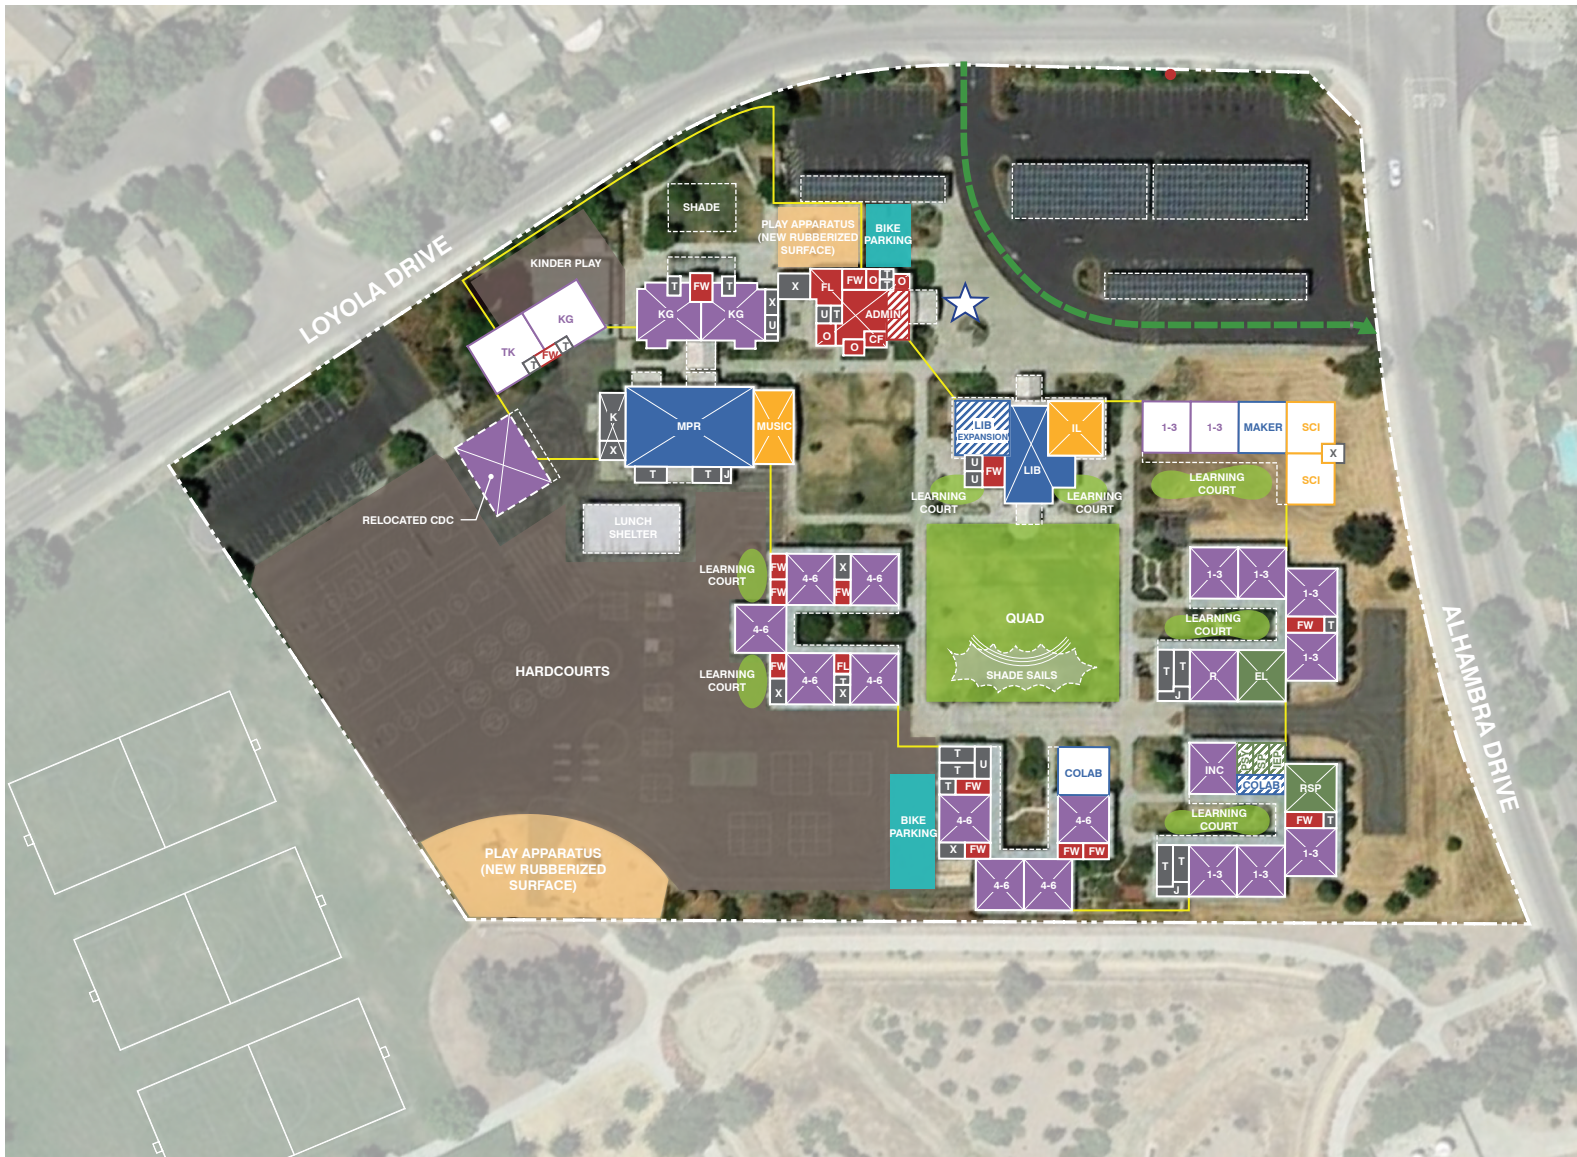 LOYOLA DRIVE
ALHAMBRA DRIVE
SHADE
PLAY APPARATUS
(NEW RUBBERIZED
SURFACE)
BIKE
PARKING
KINDER PLAY
T
FW
T
KG
KG
X
U
X
FL
FW
O
T
T
O
U
T
ADMIN
O
O
CF
KG
TK
T
FW
T
K
X
MPR
MUSIC
T
T
J
RELOCATED CDC
LUNCH
SHELTER
LIB
EXPANSION
IL
U
U
FW
LIB
LEARNING
COURT
LEARNING
COURT
1-3
1-3
MAKER
SCI
X
SCI
LEARNING
COURT
LEARNING
COURT
FW
FW
4-6
X
FW
4-6
4-6
LEARNING
COURT
FW
X
4-6
FL
T
X
4-6
HARDCOURTS
QUAD
SHADE SAILS
1-3
1-3
1-3
FW
T
1-3
LEARNING
COURT
T
T
J
R
EL
T
T
U
T
FW
4-6
X
FW
COLAB
4-6
FW
FW
4-6
4-6
BIKE
PARKING
INC
COLAB
RSP
FW
T
1-3
LEARNING
COURT
T
T
J
1-3
1-3
PLAY APPARATUS
(NEW RUBBERIZED
SURFACE)